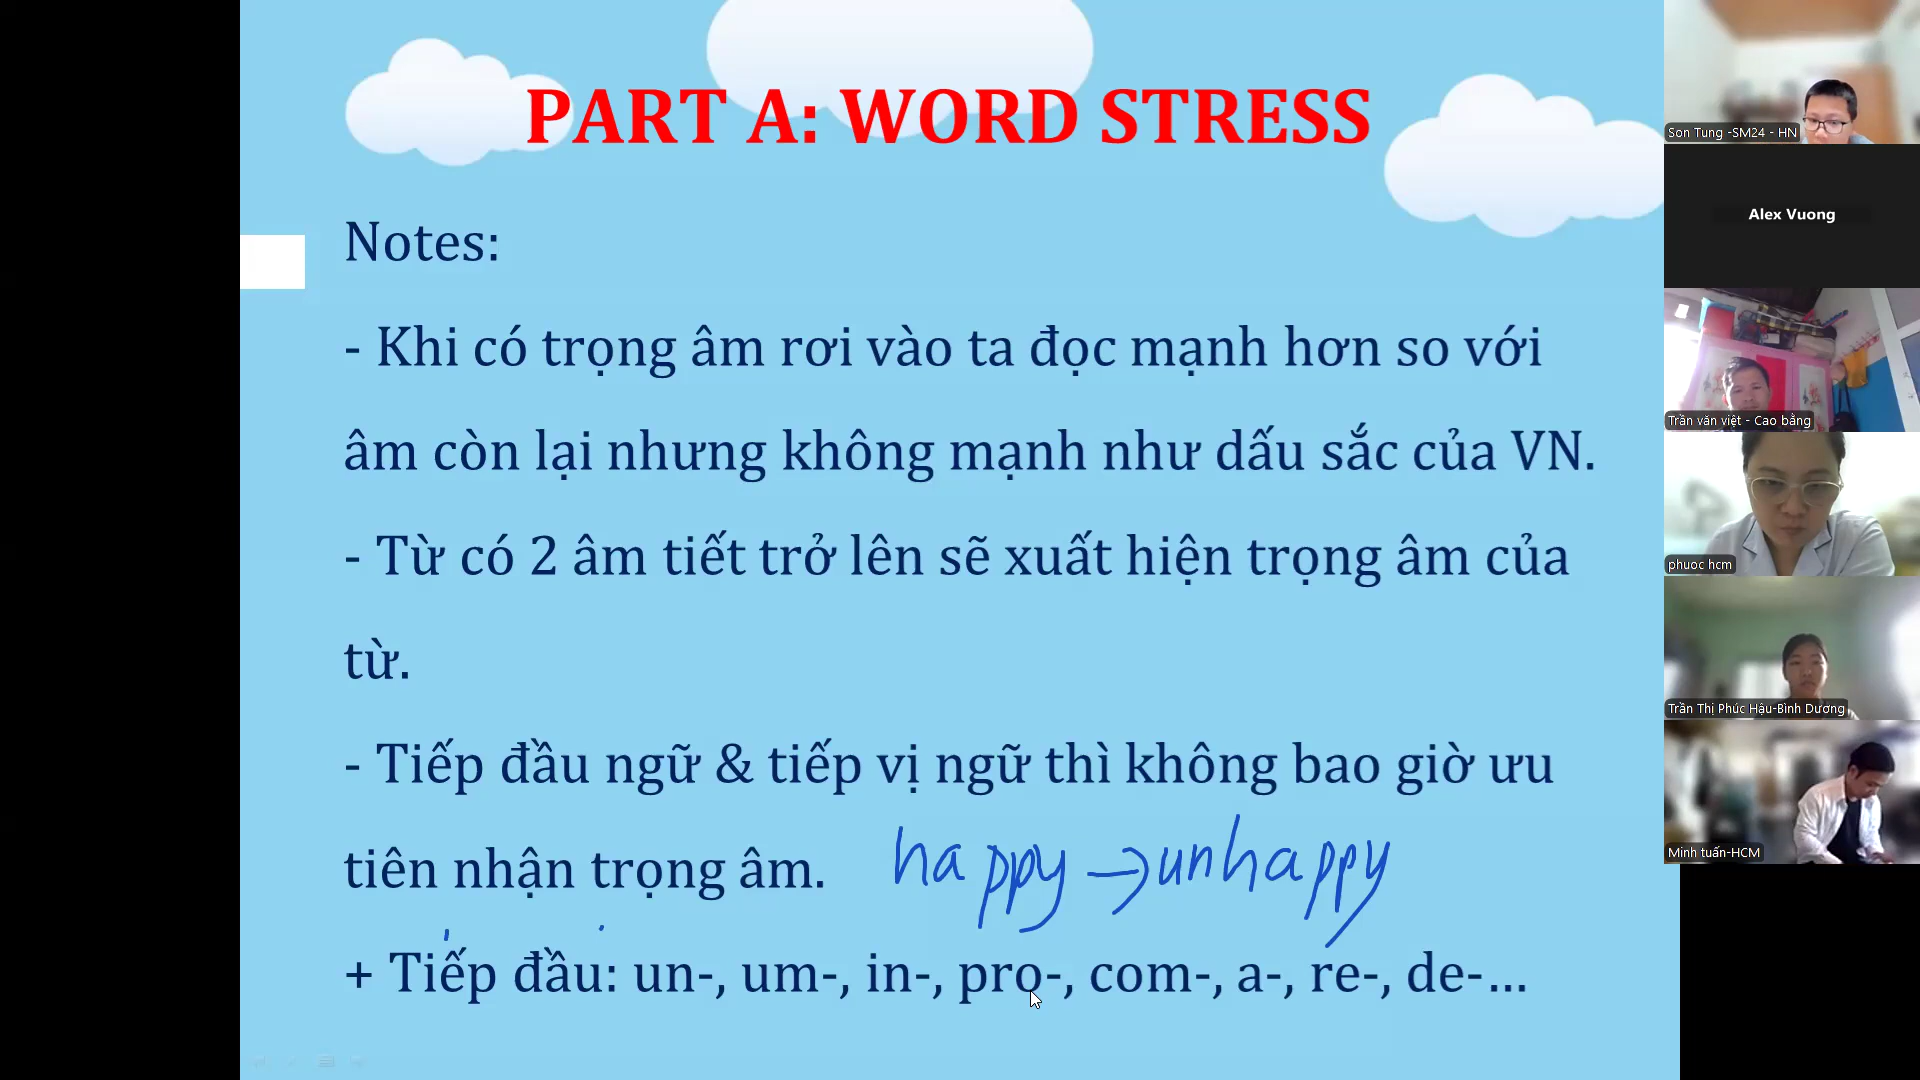 PART A: WORD STRESS
Notes:
- Khi có trọng âm rơi vào ta đọc mạnh hơn so với
âm còn lại nhưng không mạnh như dấu sắc của VN.
- Từ có 2 âm tiết trở lên sẽ xuất hiện trọng âm của
từ.
- Tiếp đầu ngữ & tiếp vị ngữ thì không bao giờ ưu
tiên nhận trọng âm.
happy → unhappy
+ Tiếp đầu: un-, um-, in-, pro-, com-, a-, re-, de-...
Son Tung -SM24 - HN
Alex Vuong
Trần văn việt - Cao bằng
phuoc hcm
Trần Thị Phúc Hậu-Bình Dương
Minh tuấn-HCM